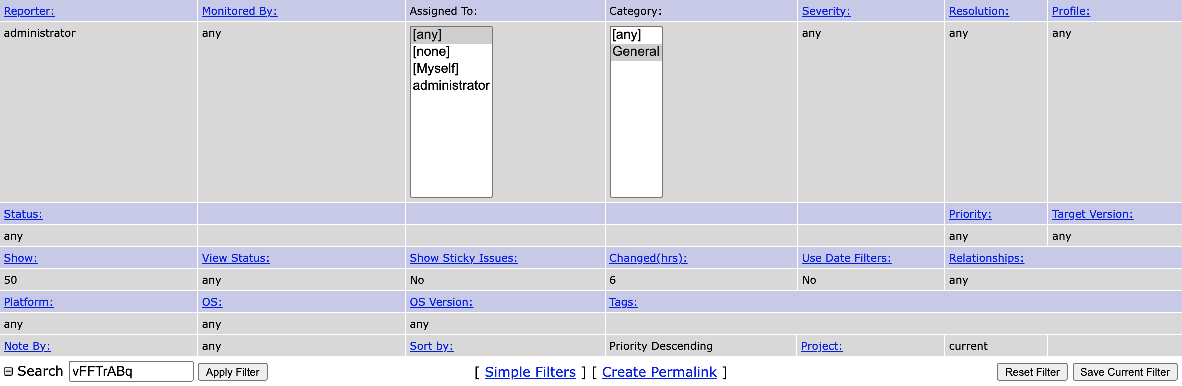 Reporter: Monitored By: Assigned To: Category: Severity: Resolution: Profile:
administrator any [any] [any] any any any
[none] General
[Myself]
administrator
Status: Priority: Target Version:
any any any
Show: View Status: Show Sticky Issues: Changed(hrs): Use Date Filters: Relationships:
50 any No 6 No any
Platform: OS: OS Version: Tags:
any any any
Note By: any Sort by: Priority Descending Project: current
Search vFFTrABq Apply Filter [ Simple Filters ] [ Create Permalink ] Reset Filter Save Current Filter